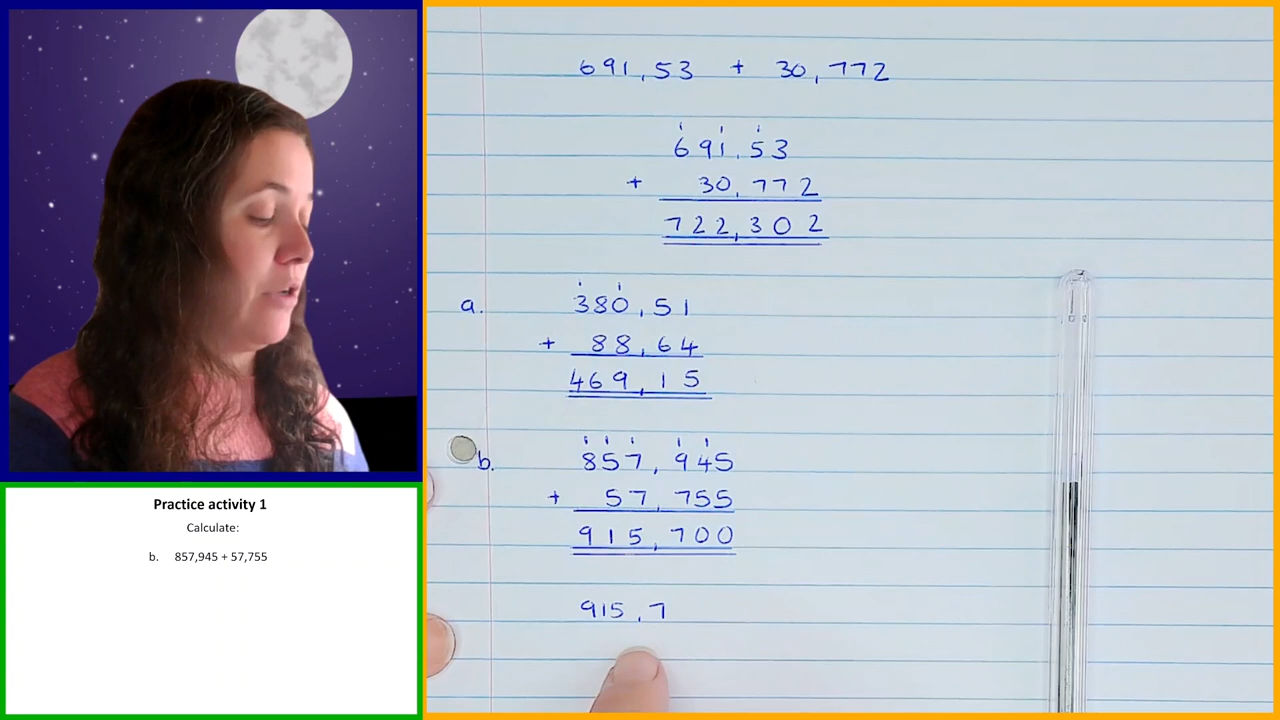 691,53 + 30,772
691,53
+ 30,772
722,302
a. 380,51
+ 88,64
469,15
b. 857,945
+ 57,755
915,700
915,7
Practice activity 1
Calculate:
b. 857,945 + 57,755